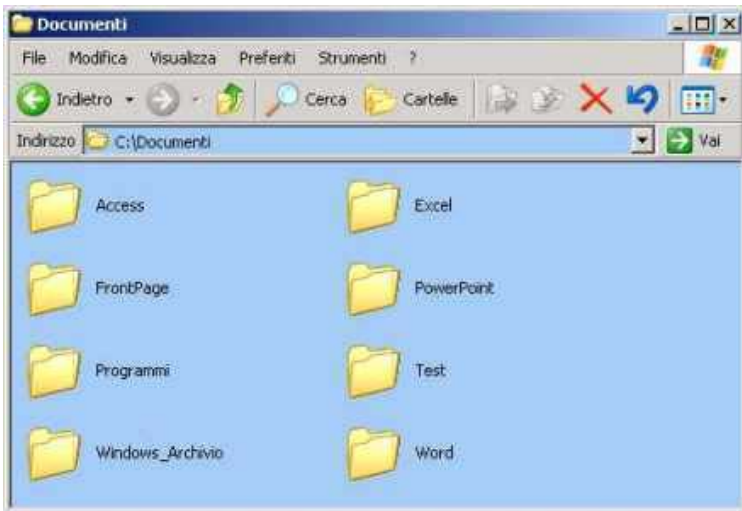 Documenti
File Modifica Visualizza Preferiti Strumenti ?
Indietro Cerca Cartelle
Indirizzo C:\Documenti Vai
Access Excel
FrontPage PowerPoint
Programmi Test
Windows_Archivio Word